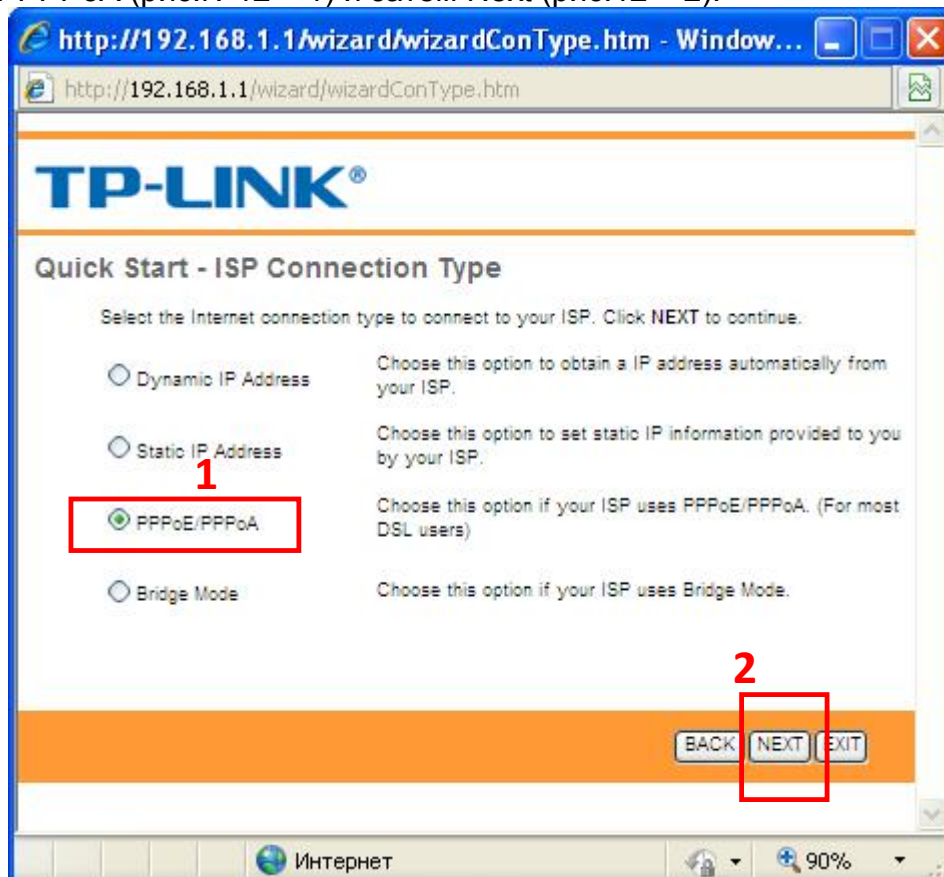 http://192.168.1.1/wizard/wizardConType.htm - Window...
http://192.168.1.1/wizard/wizardConType.htm
TP-LINK®
Quick Start - ISP Connection Type
Select the Internet connection type to connect to your ISP. Click NEXT to continue.
Dynamic IP Address
Choose this option to obtain a IP address automatically from
your ISP.
Static IP Address
Choose this option to set static IP information provided to you
by your ISP.
1
PPPoE/PPPoA
Choose this option if your ISP uses PPPoE/PPPoA. (For most
DSL users)
Bridge Mode
Choose this option if your ISP uses Bridge Mode.
2
BACK NEXT EXIT
Интернет 90%